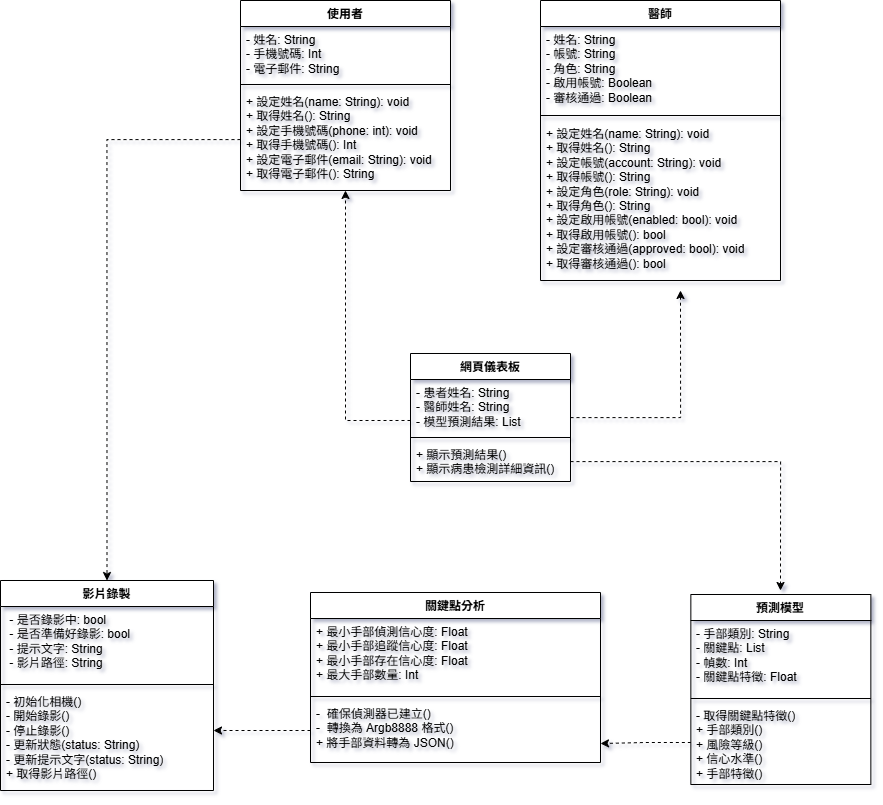 使用者
- 姓名: String
- 手機號碼: Int
- 電子郵件: String
+ 設定姓名(name: String): void
+ 取得姓名(): String
+ 設定手機號碼(phone: int): void
+ 取得手機號碼(): Int
+ 設定電子郵件(email: String): void
+ 取得電子郵件(): String
醫師
- 姓名: String
- 帳號: String
- 角色: String
- 啟用帳號: Boolean
- 審核通過: Boolean
+ 設定姓名(name: String): void
+ 取得姓名(): String
+ 設定帳號(account: String): void
+ 取得帳號(): String
+ 設定角色(role: String): void
+ 取得角色(): String
+ 設定啟用帳號(enabled: bool): void
+ 取得啟用帳號(): bool
+ 設定審核通過(approved: bool): void
+ 取得審核通過(): bool
網頁儀表板
- 患者姓名: String
- 醫師姓名: String
- 模型預測結果: List
+ 顯示預測結果()
+ 顯示病患檢測詳細資訊()
影片錄製
- 是否錄影中: bool
- 是否準備好錄影: bool
- 提示文字: String
- 影片路徑: String
- 初始化相機()
- 開始錄影()
- 停止錄影()
- 更新狀態(status: String)
- 更新提示文字(status: String)
+ 取得影片路徑()
關鍵點分析
+ 最小手部偵測信心度: Float
+ 最小手部追蹤信心度: Float
+ 最小手部存在信心度: Float
+ 最大手部數量: Int
- 確保偵測器已建立()
- 轉換為 Argb8888 格式()
+ 將手部資料轉為 JSON()
預測模型
- 手部類別: String
- 關鍵點: List
- 幀數: Int
- 關鍵點特徵: Float
- 取得關鍵點特徵()
+ 手部類別()
+ 風險等級()
+ 信心水準()
+ 手部特徵()